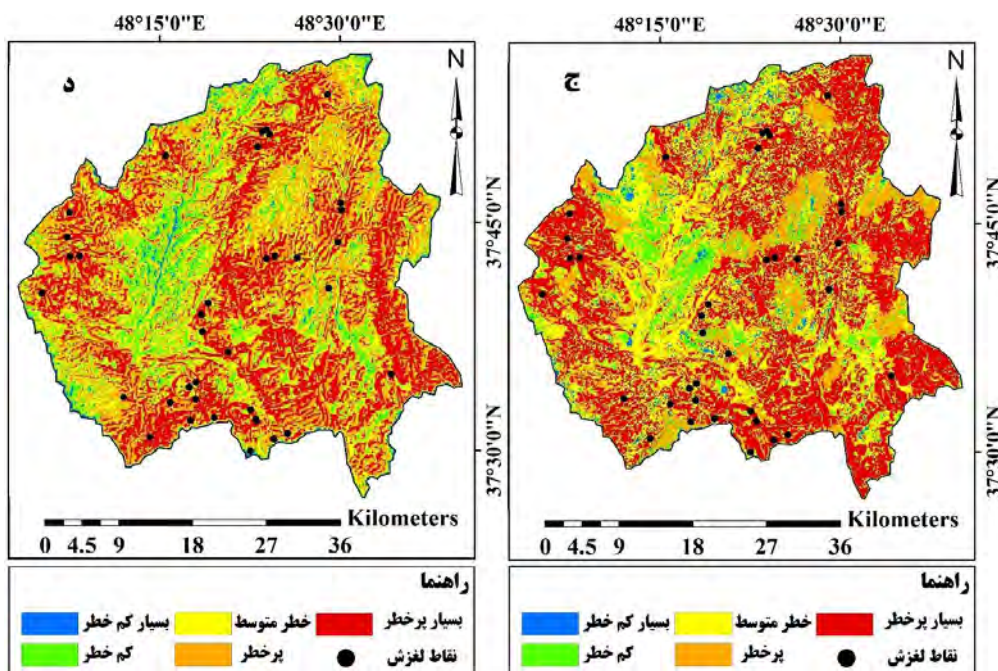 48°15'0"E 48°30'0"E
د
N
37°45'0"N
37°30'0"N
Kilometers
0 4.5 9 18 27 36
راهنما
بسیار پرخطر خطر متوسط بسیار کم خطر
نقاط لغزش پرخطر کم خطر
48°15'0"E 48°30'0"E
ج
N
37°45'0"N
37°30'0"N
Kilometers
0 4.5 9 18 27 36
راهنما
بسیار پرخطر خطر متوسط بسیار کم خطر
نقاط لغزش پرخطر کم خطر